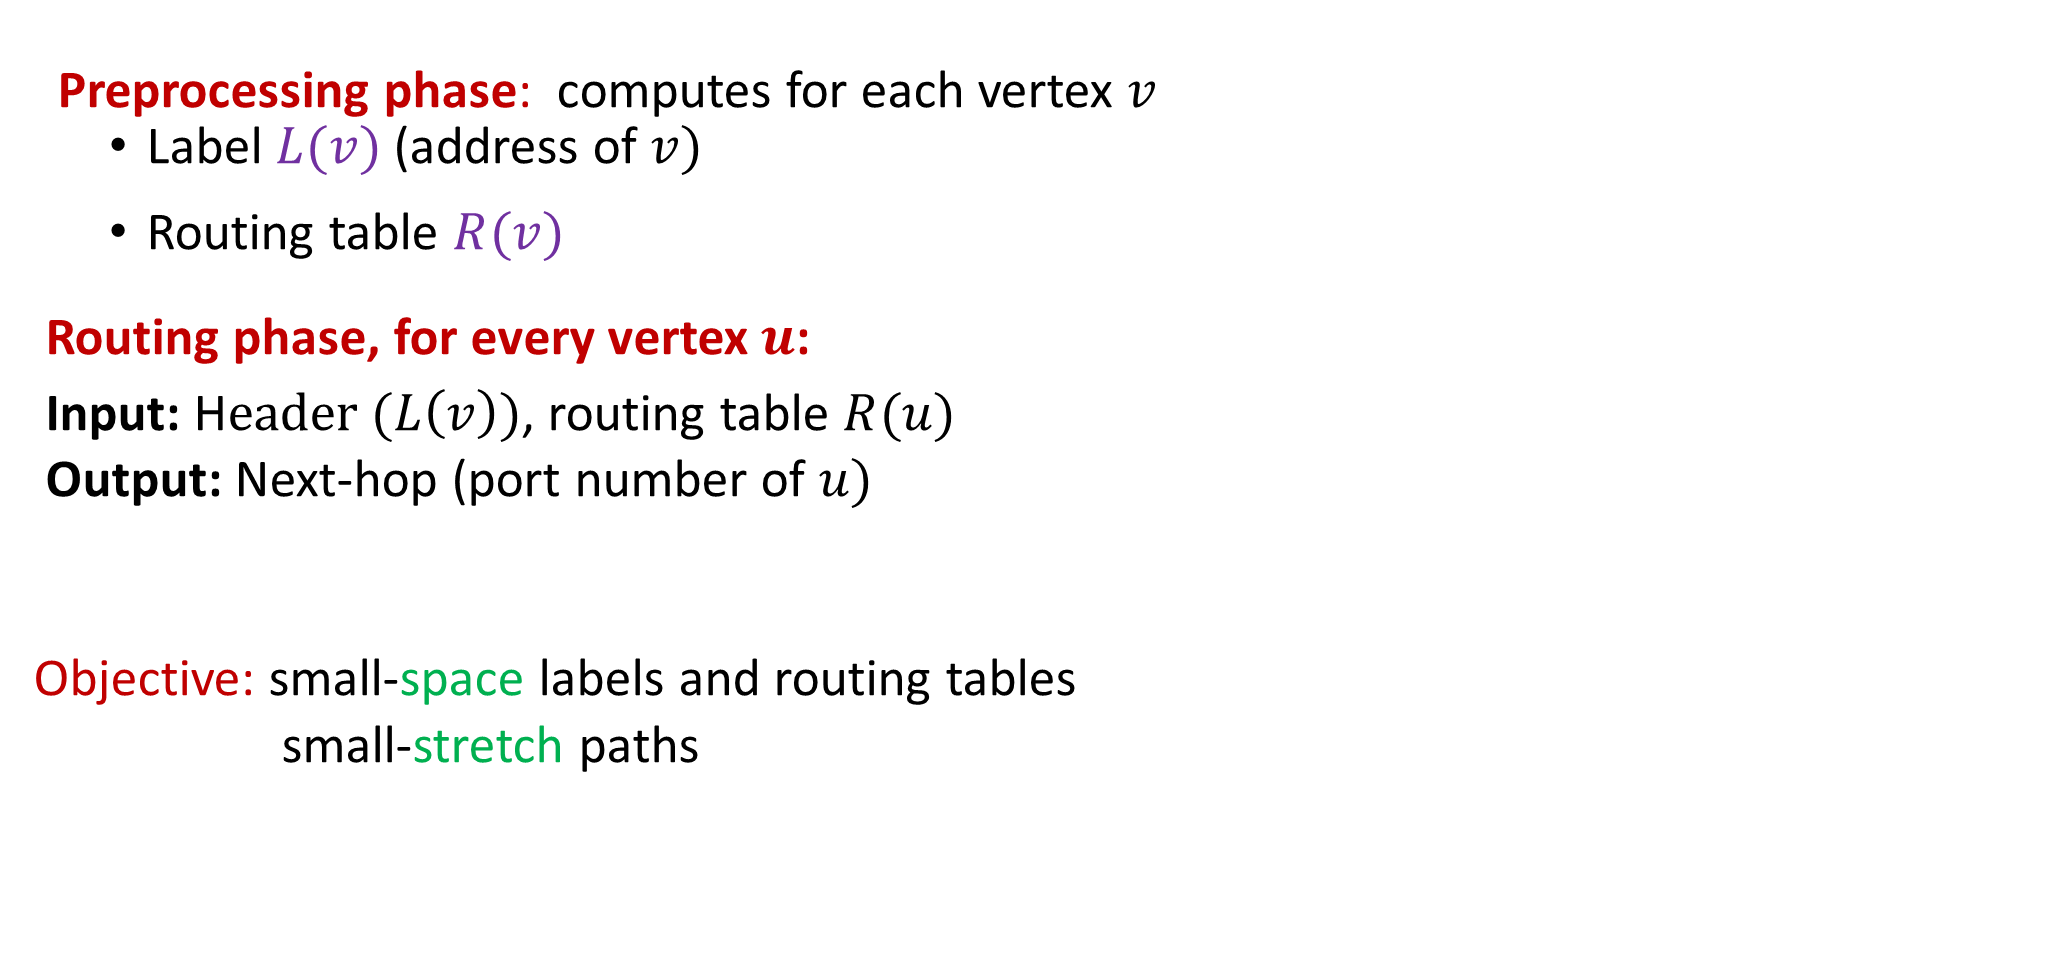 Preprocessing phase: computes for each vertex v
• Label L(v) (address of v)
• Routing table R(v)
Routing phase, for every vertex u:
Input: Header (L(v)), routing table R(u)
Output: Next-hop (port number of u)
Objective: small-space labels and routing tables
small-stretch paths